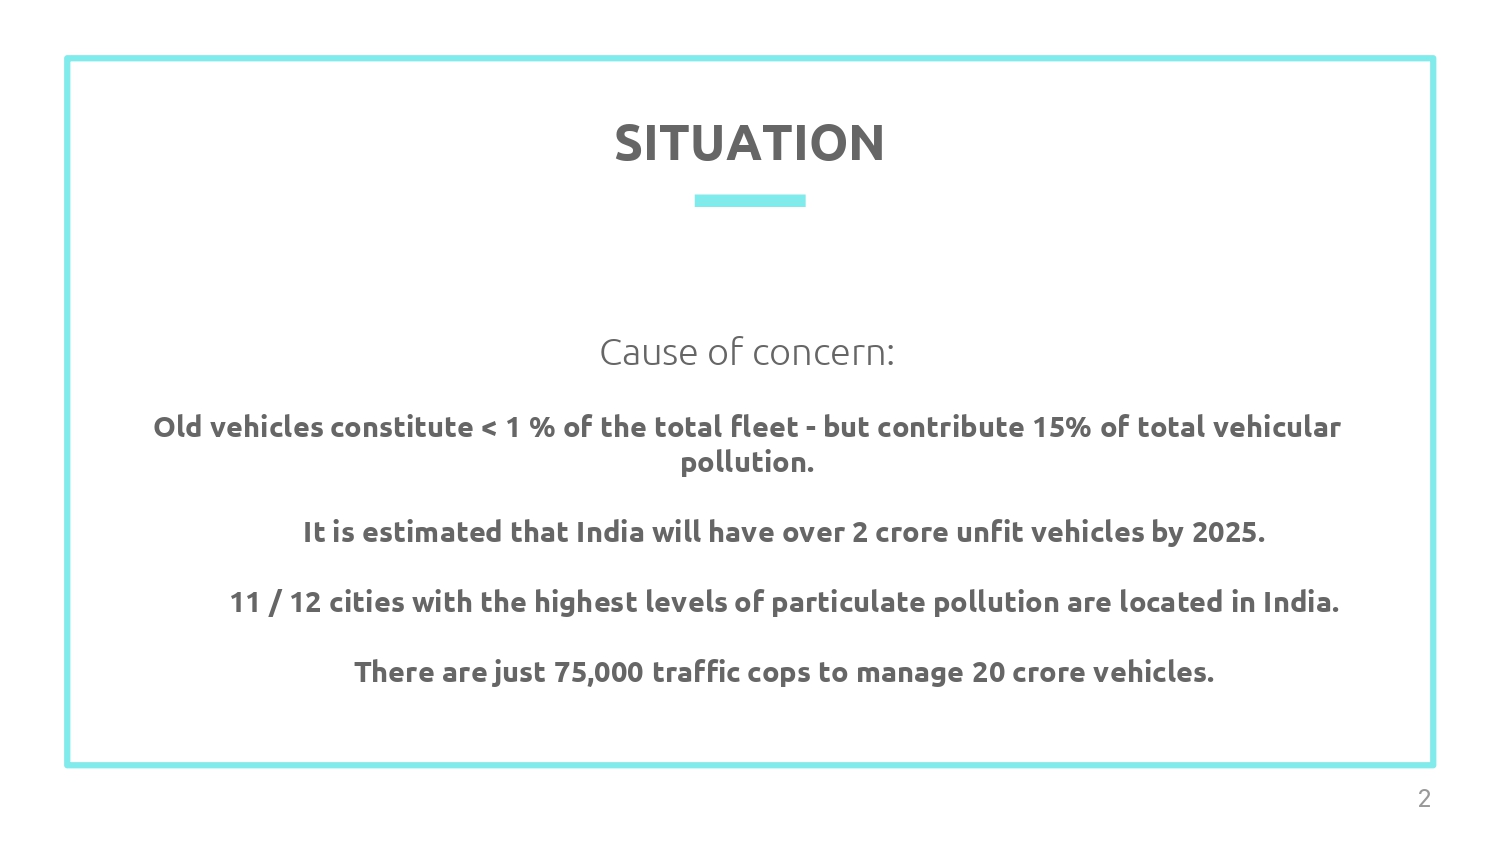 SITUATION
Cause of concern:
Old vehicles constitute < 1 % of the total fleet - but contribute 15% of total vehicular
pollution.
It is estimated that India will have over 2 crore unfit vehicles by 2025.
11 / 12 cities with the highest levels of particulate pollution are located in India.
There are just 75,000 traffic cops to manage 20 crore vehicles.
2